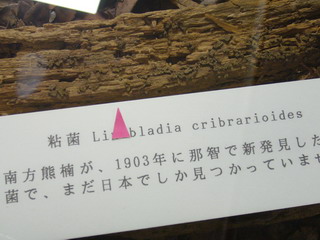 粘菌 bladia cribrarioides
南方熊楠が、1903年に那智で新発見した
菌で、まだ日本でしか見つかっていませ